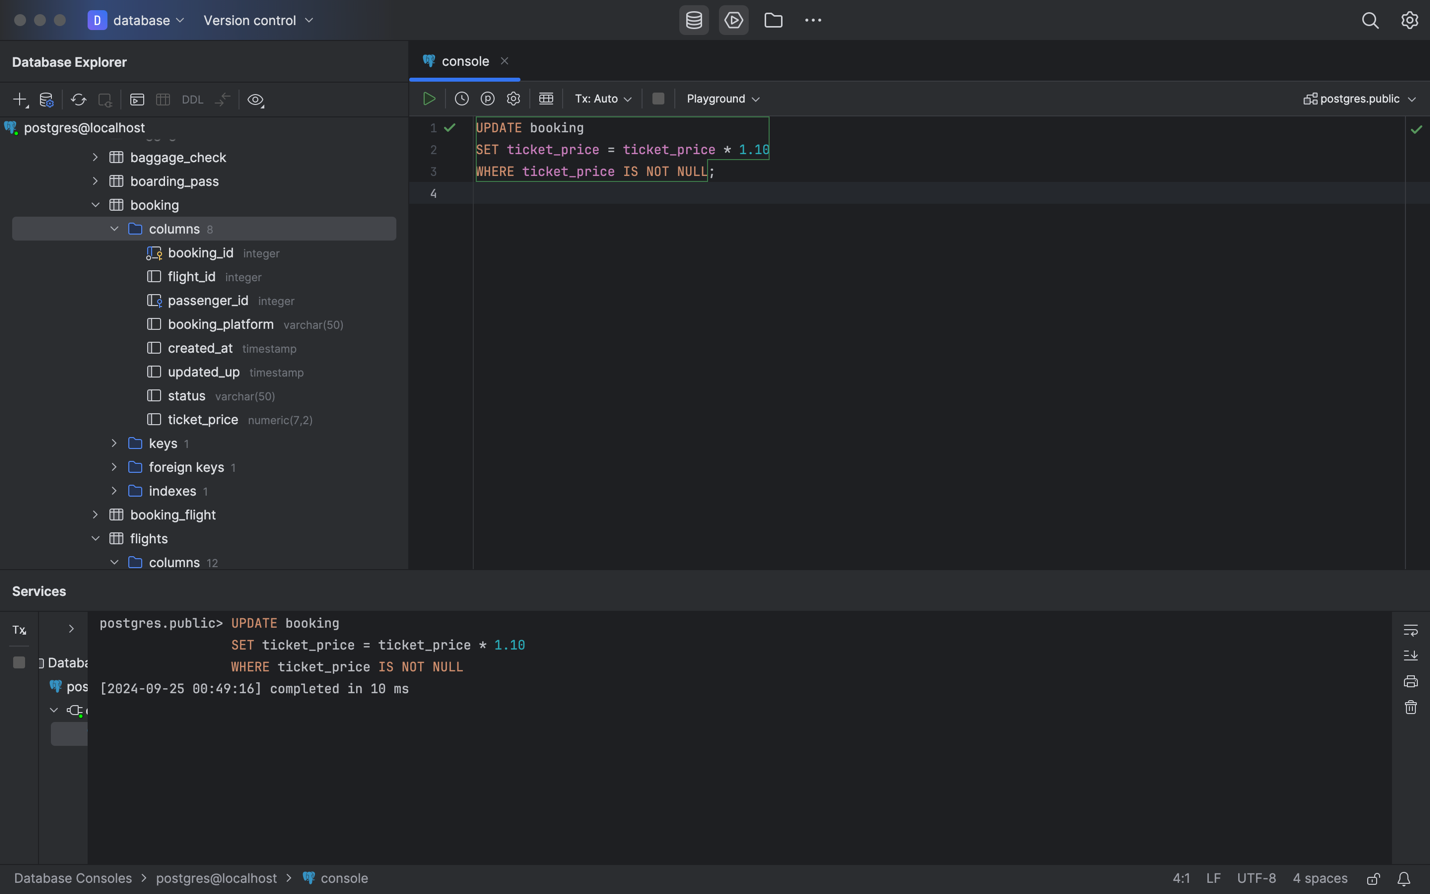 D database Version control
Database Explorer
console
DDL
Tx: Auto Playground postgres.public
postgres@localhost
baggage_check
boarding_pass
booking
columns 8
booking_id integer
flight_id integer
passenger_id integer
booking_platform varchar(50)
created_at timestamp
updated_up timestamp
status varchar(50)
ticket_price numeric(7,2)
keys 1
foreign keys 1
indexes 1
booking_flight
flights
columns 12
1 UPDATE booking
2 SET ticket_price = ticket_price * 1.10
3 WHERE ticket_price IS NOT NULL;
4
Services
Tx
Databa
pos
postgres.public> UPDATE booking
SET ticket_price = ticket_price * 1.10
WHERE ticket_price IS NOT NULL
[2024-09-25 00:49:16] completed in 10 ms
Database Consoles > postgres@localhost > console
4:1 LF UTF-8 4 spaces